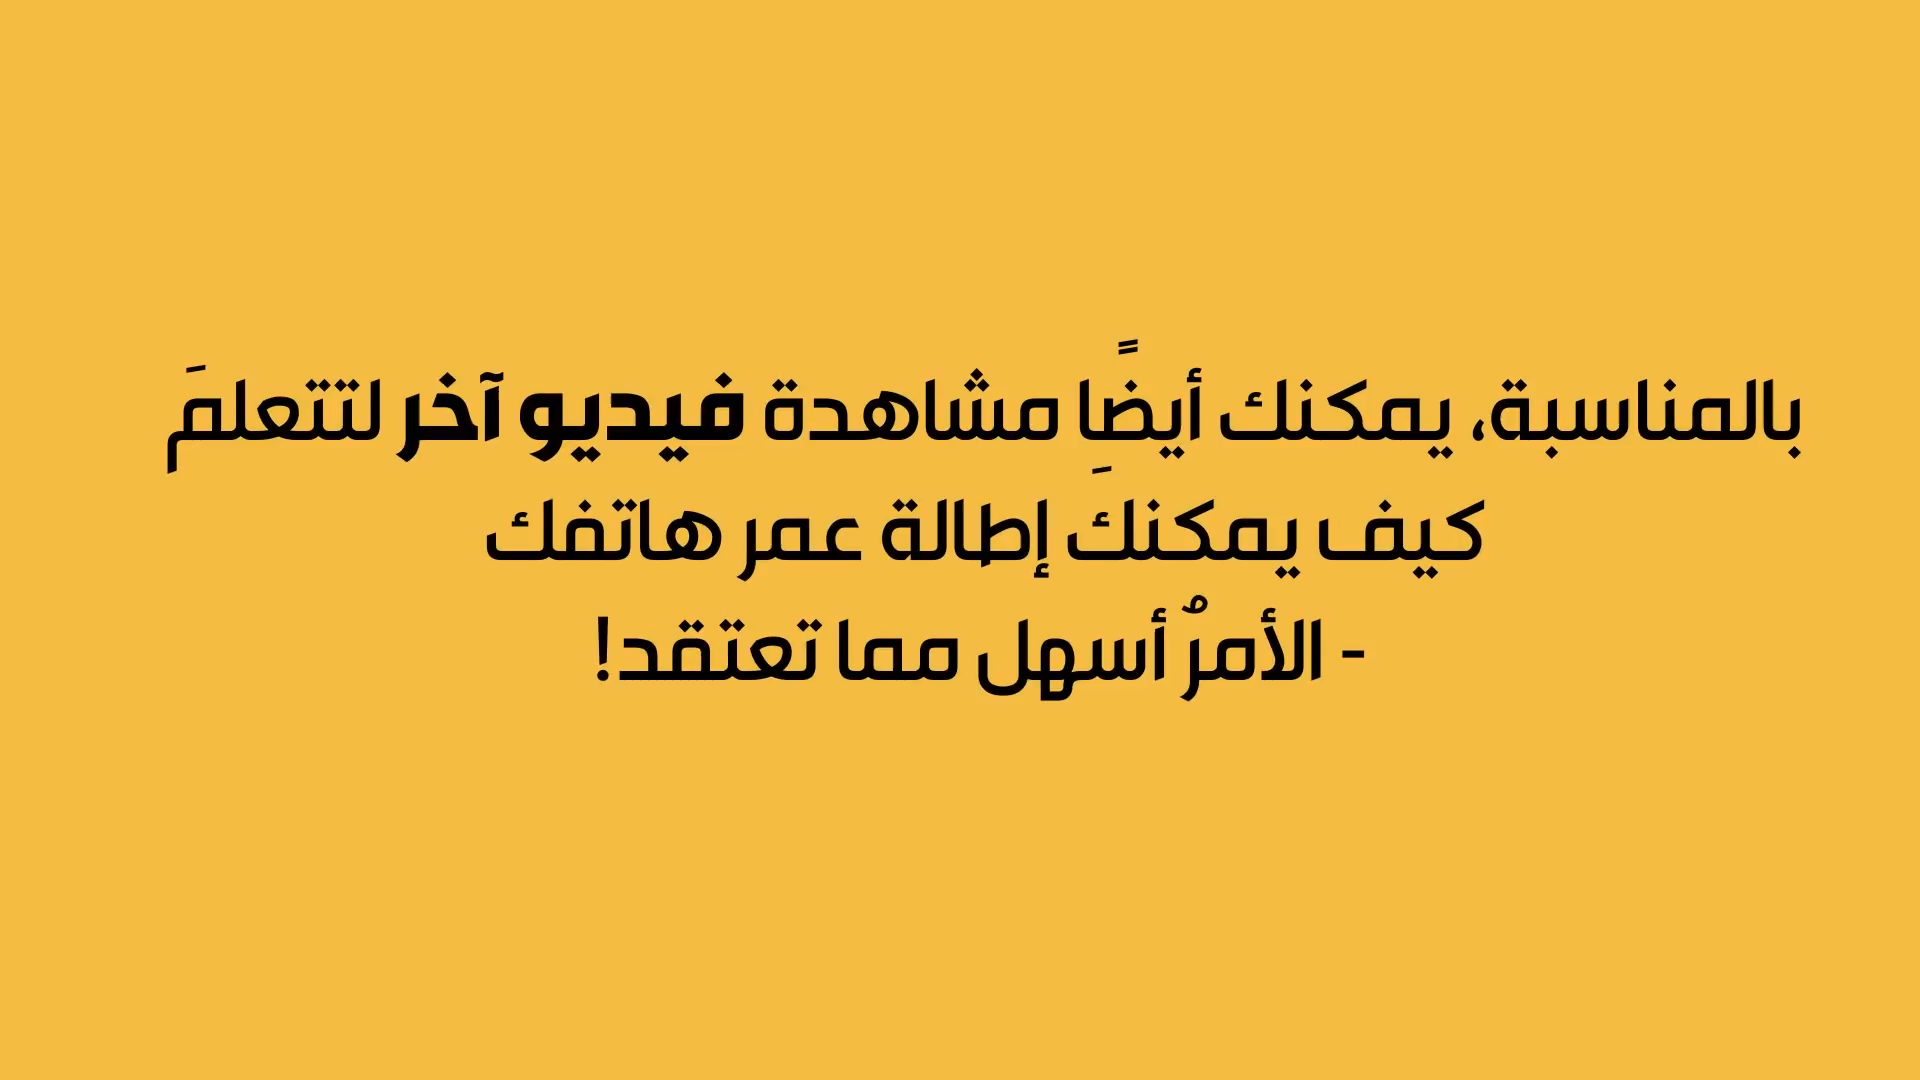 بالمناسبة، يمكنك أيضًا مشاهدة فيديو آخر لتتعلمَ
كيف يمكنكَ إطالة عمر هاتفك
- الأمرُ أسهل مما تعتقد!